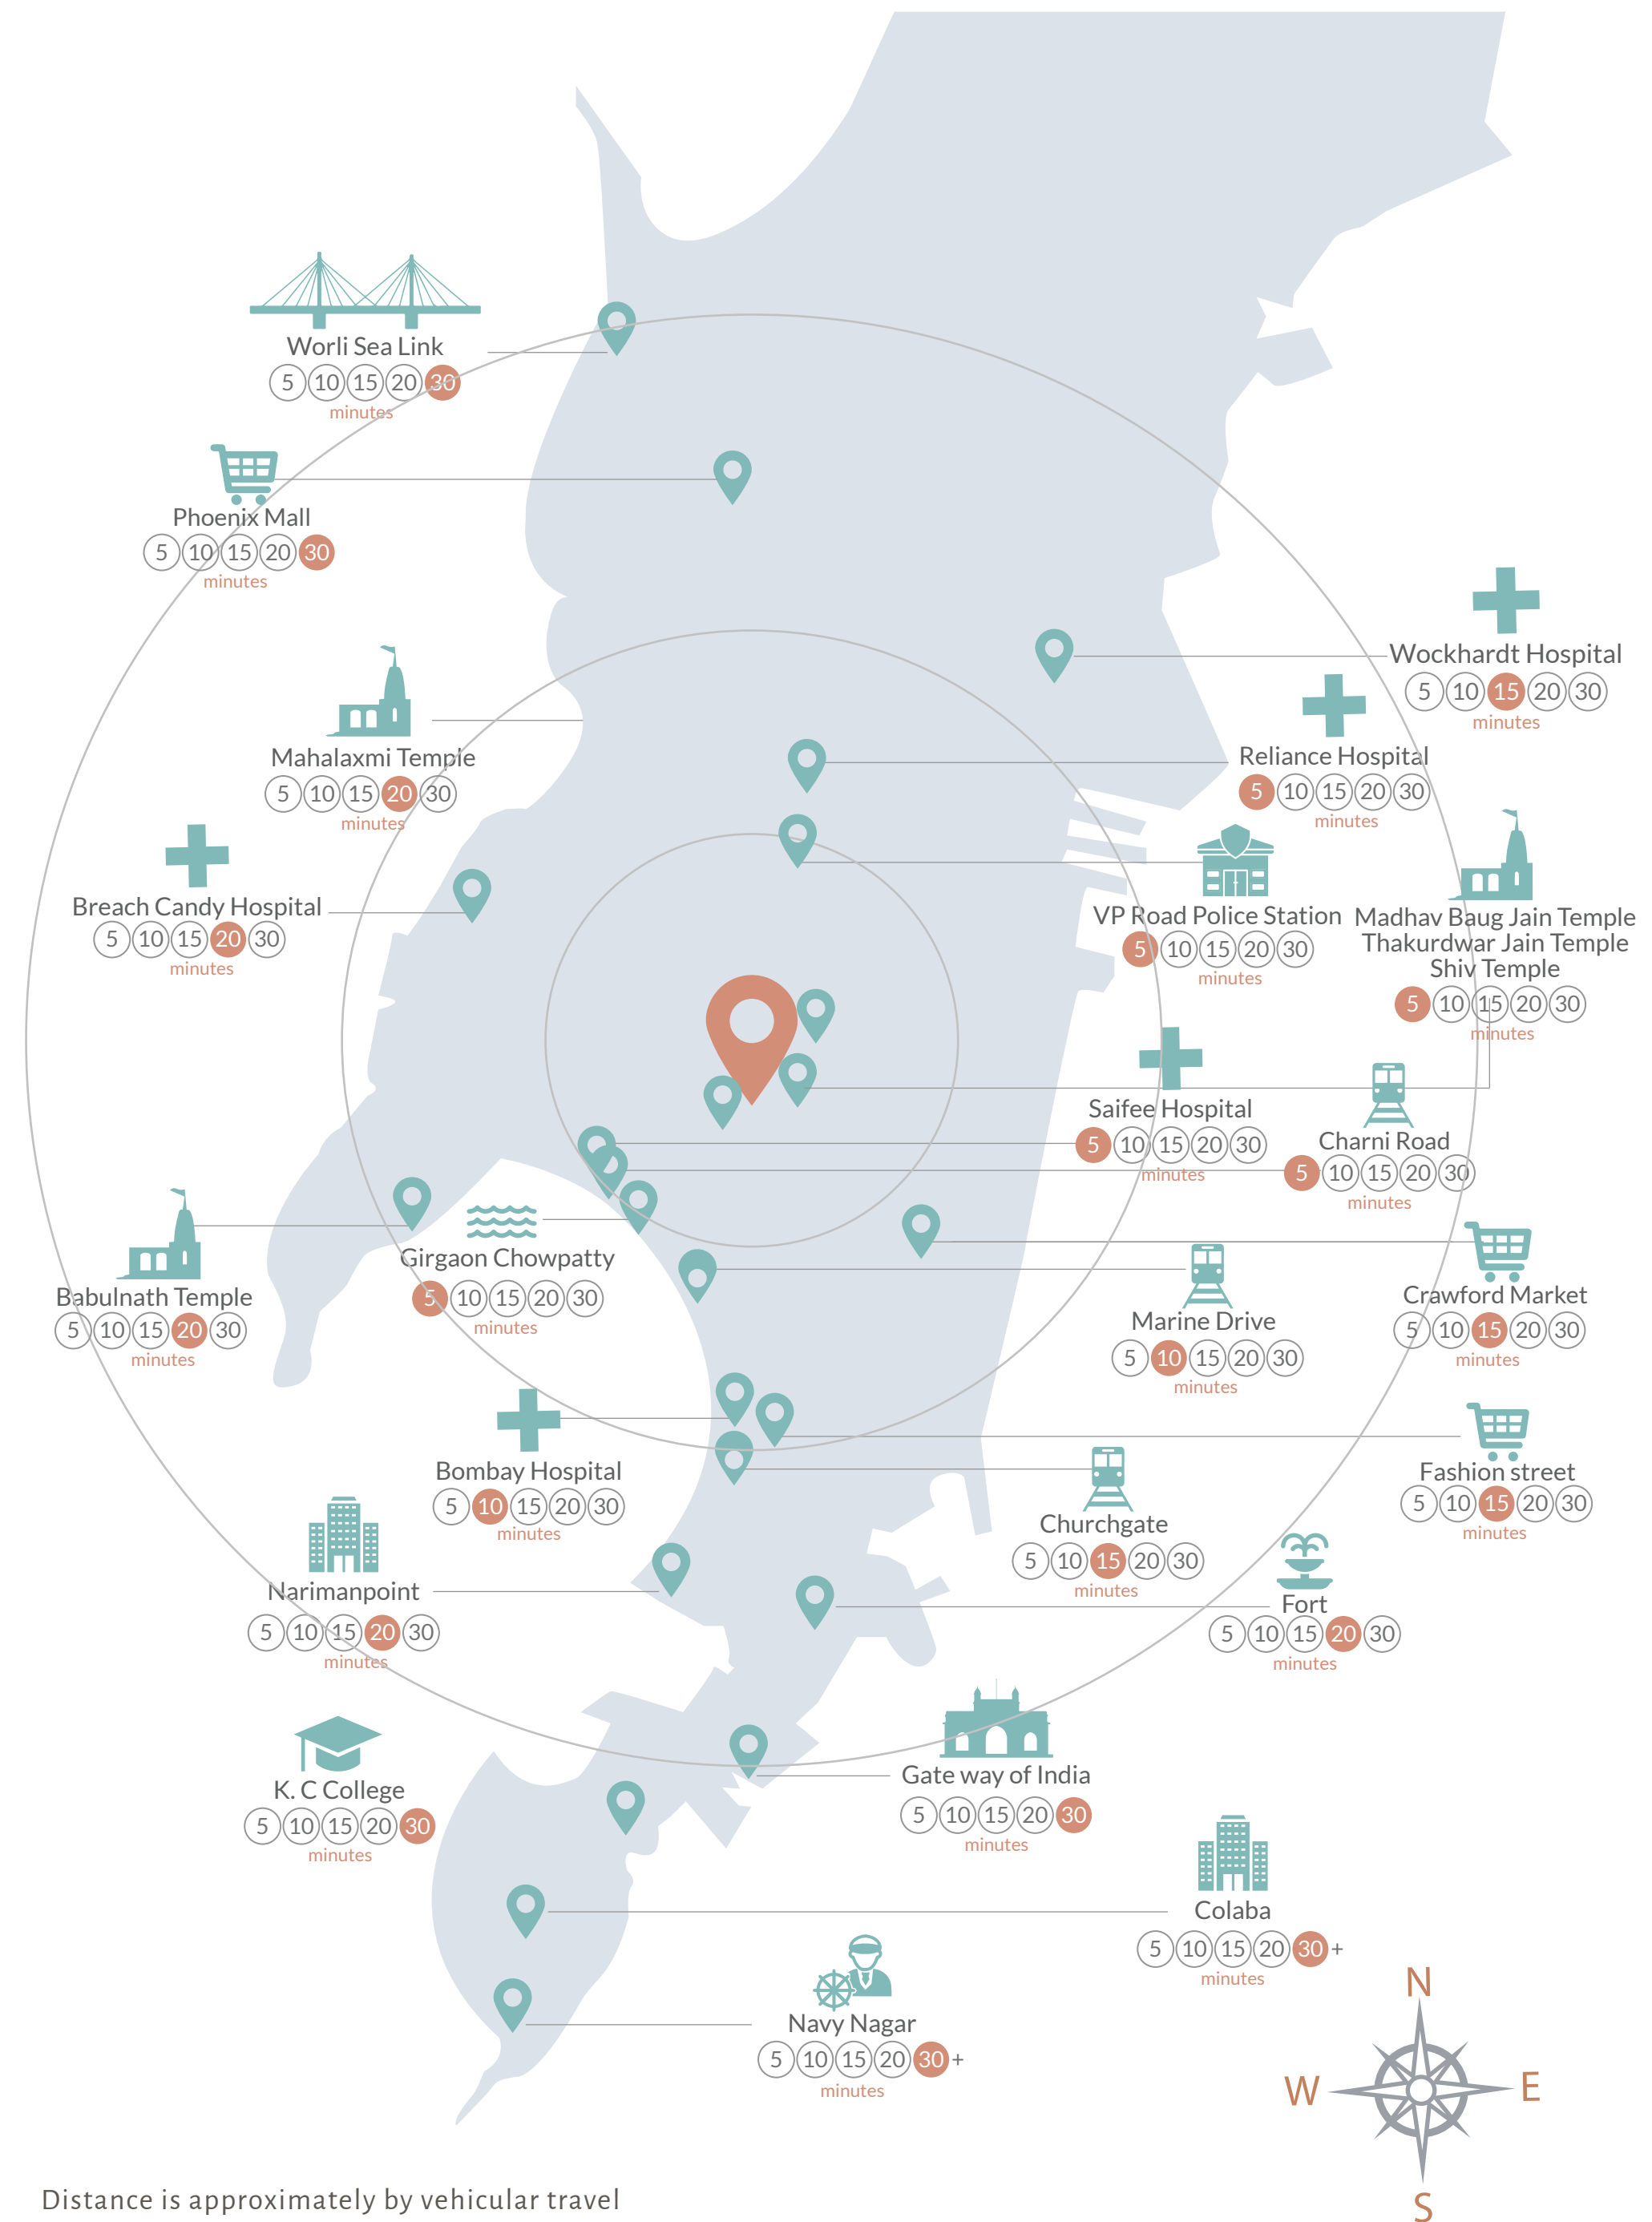 Worli Sea Link
5 10 15 20 30
minutes
Phoenix Mall
5 10 15 20 30
minutes
Wockhardt Hospital
5 10 15 20 30
minutes
Mahalaxmi Temple
5 10 15 20 30
minutes
Reliance Hospital
5 10 15 20 30
minutes
Breach Candy Hospital
5 10 15 20 30
minutes
VP Road Police Station
5 10 15 20 30
minutes
Madhav Baug Jain Temple
Thakurdwar Jain Temple
Shiv Temple
5 10 15 20 30
minutes
Saifee Hospital
5 10 15 20 30
minutes
Charni Road
5 10 15 20 30
minutes
Girgaon Chowpatty
5 10 15 20 30
minutes
Babulnath Temple
5 10 15 20 30
minutes
Marine Drive
5 10 15 20 30
minutes
Crawford Market
5 10 15 20 30
minutes
Bombay Hospital
5 10 15 20 30
minutes
Fashion street
5 10 15 20 30
minutes
Churchgate
5 10 15 20 30
minutes
Narimanpoint
5 10 15 20 30
minutes
Fort
5 10 15 20 30
minutes
K. C College
5 10 15 20 30
minutes
Gate way of India
5 10 15 20 30
minutes
Colaba
5 10 15 20 30 +
minutes
Navy Nagar
5 10 15 20 30 +
minutes
N
W E
S
Distance is approximately by vehicular travel